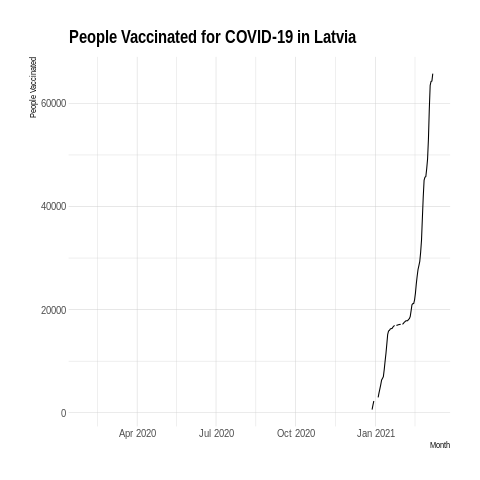 People Vaccinated for COVID-19 in Latvia
People Vaccinated
60000
40000
20000
0
Apr 2020
Jul 2020
Oct 2020
Jan 2021
Month